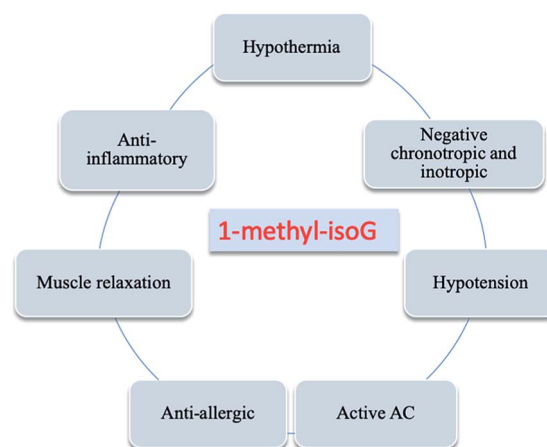 Hypothermia
Negative
chronotropic and
inotropic
Hypotension
Active AC
Anti-allergic
Muscle relaxation
Anti-
inflammatory
1-methyl-isoG